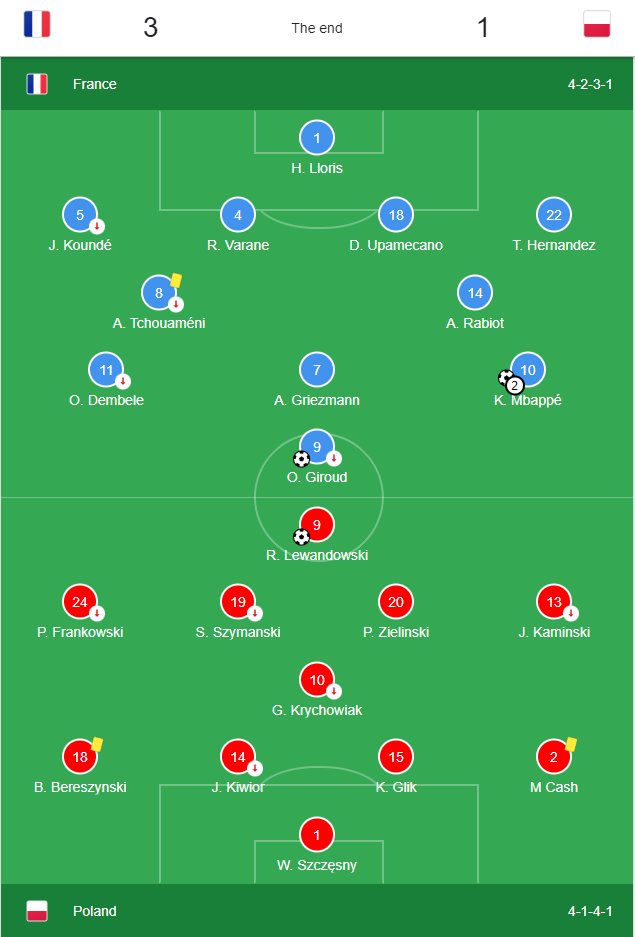 3 The end 1
France 4-2-3-1
1
H. Lloris
5 4 18 22
J. Koundé R. Varane D. Upamecano T. Hernandez
8 14
A. Tchouaméni A. Rabiot
11 7 10
2
O. Dembele A. Griezmann K. Mbappé
9
O. Giroud
9
R. Lewandowski
24 19 20 13
P. Frankowski S. Szymanski P. Zielinski J. Kaminski
10
G. Krychowiak
18 14 15 2
B. Bereszynski J. Kiwior K. Glik M Cash
1
W. Szczęsny
Poland 4-1-4-1